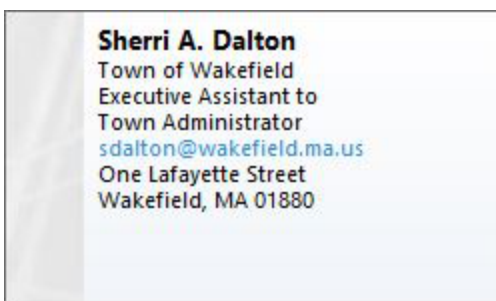 Sherri A. Dalton
Town of Wakefield
Executive Assistant to
Town Administrator
sdalton@wakefield.ma.us
One Lafayette Street
Wakefield, MA 01880